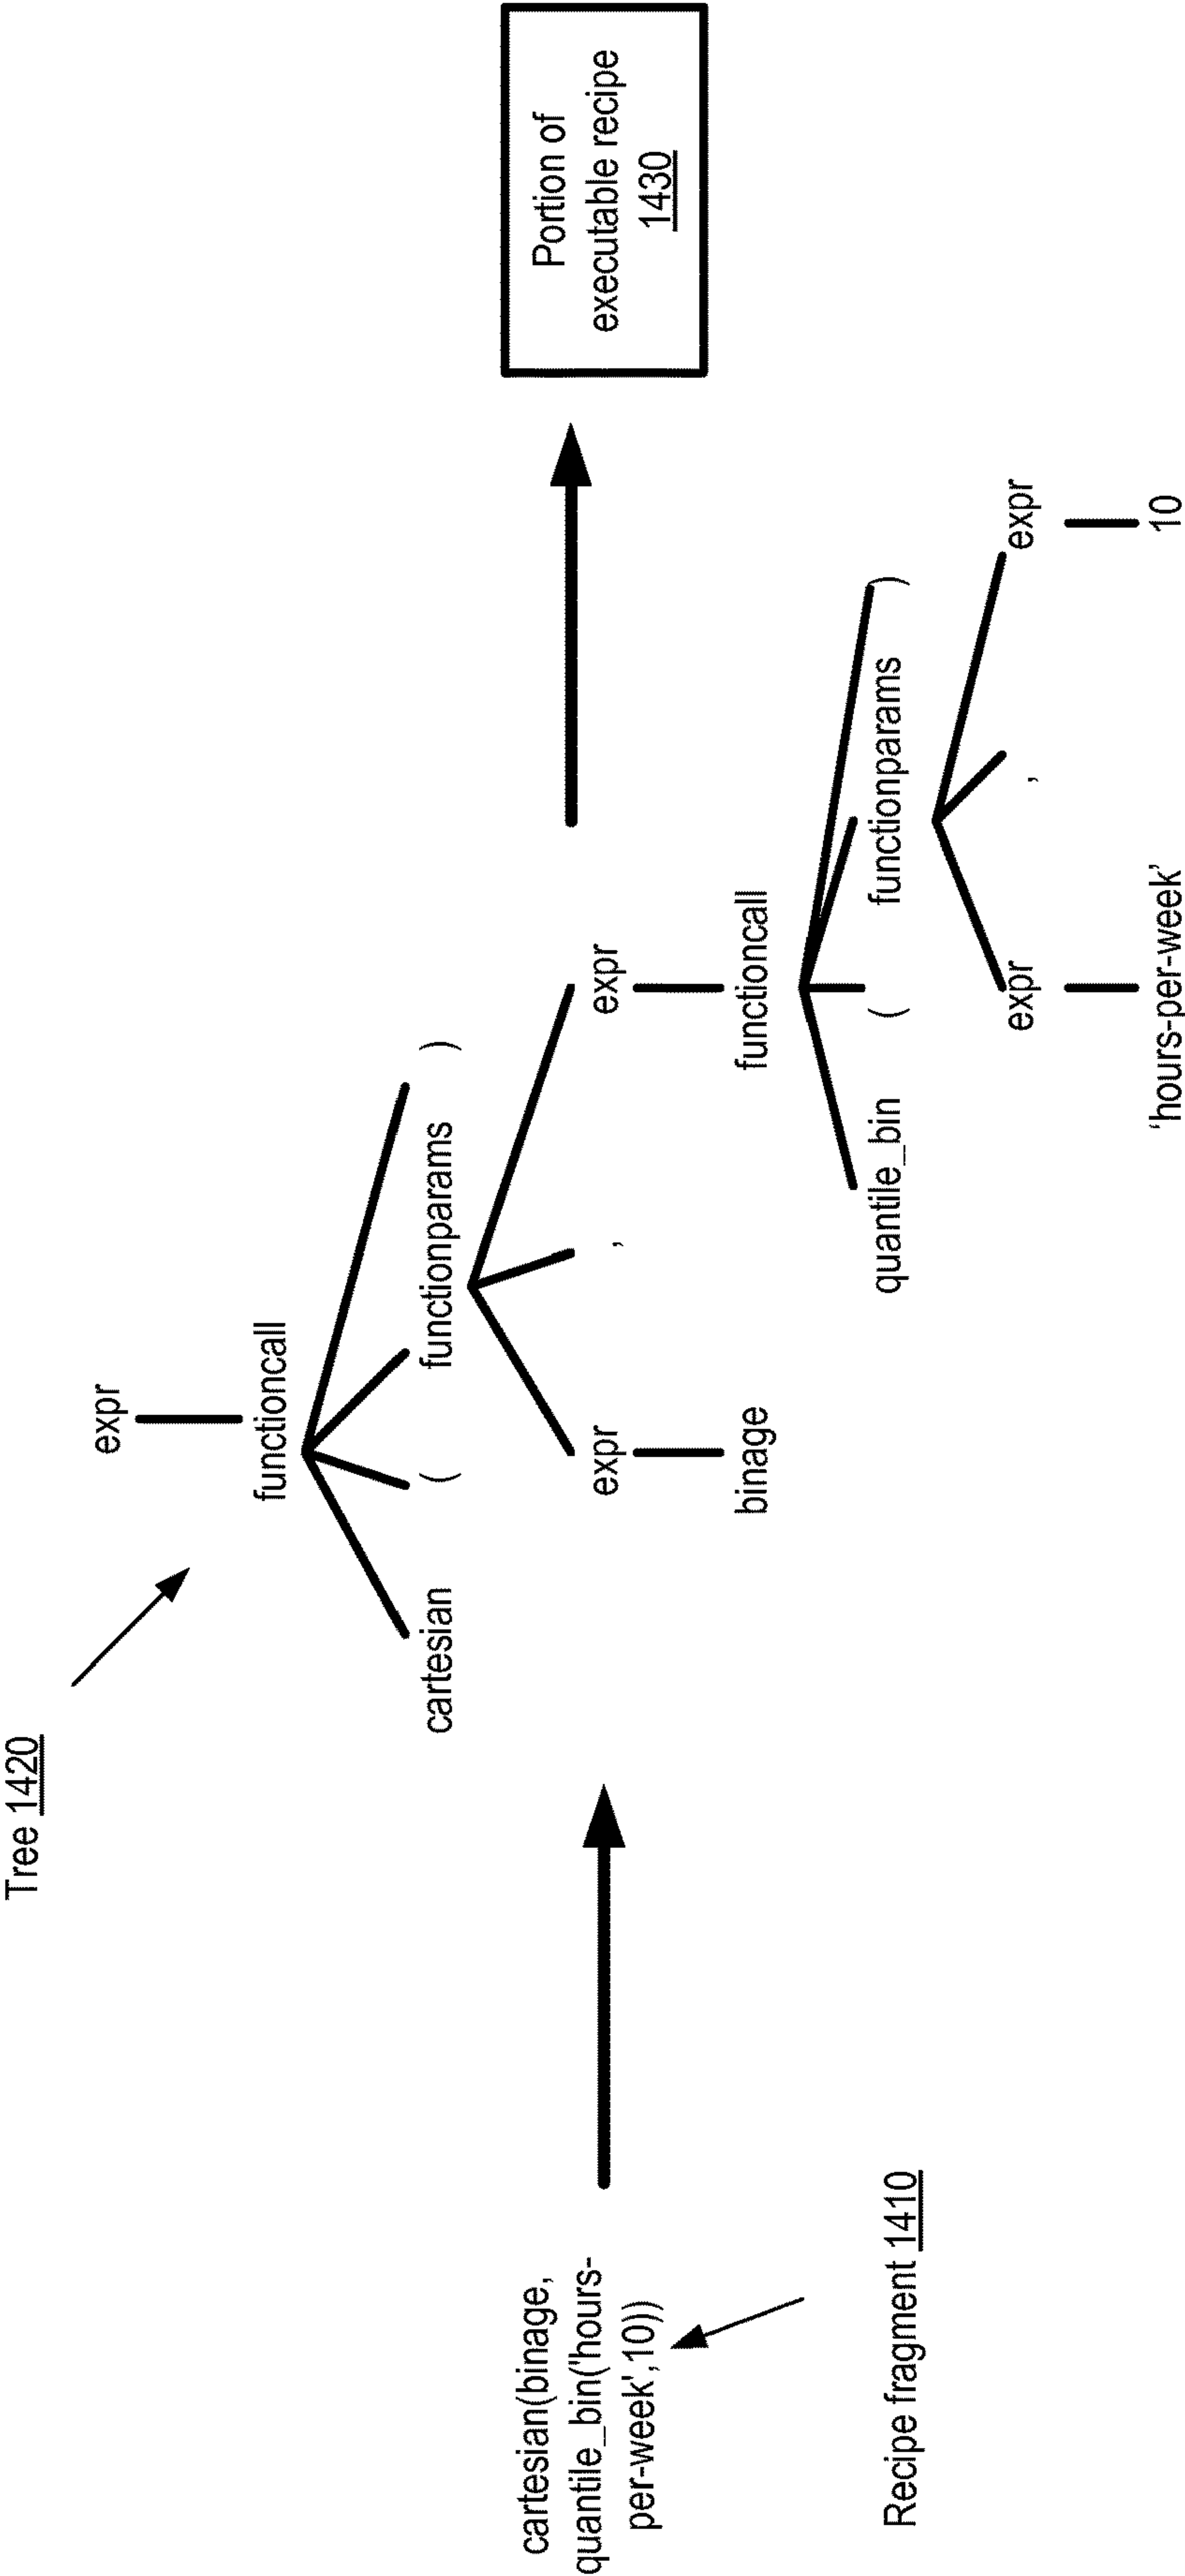 Tree 1420
expr
functioncall
cartesian ( functionparams )
expr , expr
binage functioncall
quantile_bin ( functionparams )
expr , expr
‘hours-per-week’ 10
cartesian(binage,
quantile_bin('hours-
per-week',10))
Recipe fragment 1410
Portion of
executable recipe
1430